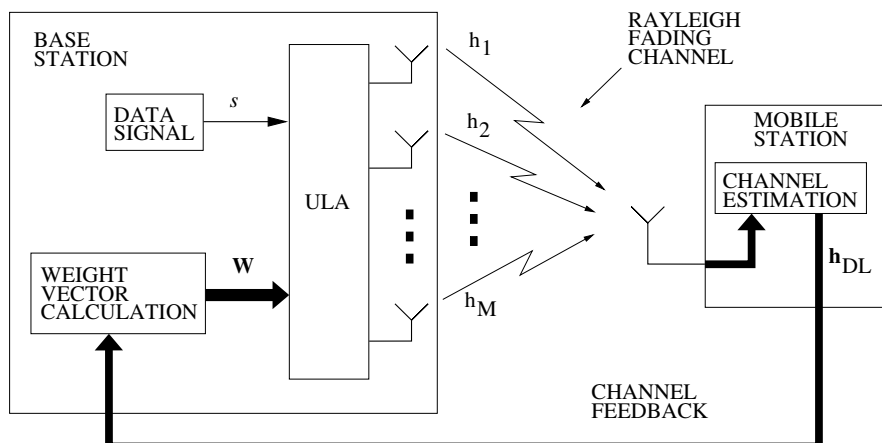 BASE
STATION
DATA
SIGNAL
s
ULA
WEIGHT
VECTOR
CALCULATION
W
h1
h2
hM
RAYLEIGH
FADING
CHANNEL
MOBILE
STATION
CHANNEL
ESTIMATION
hDL
CHANNEL
FEEDBACK